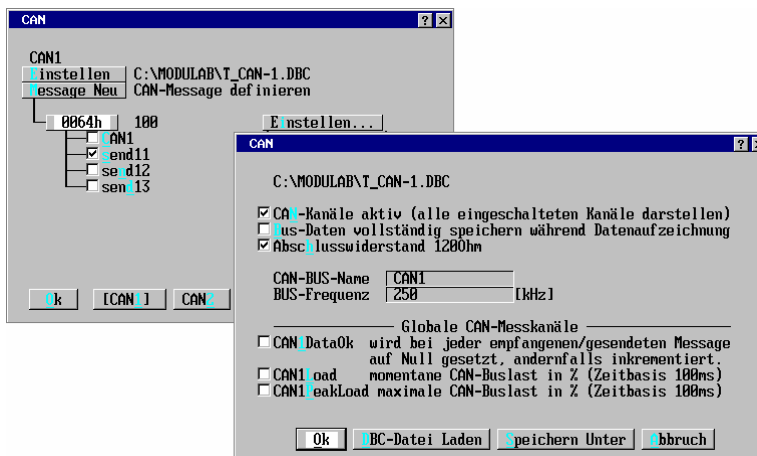 CAN
CAN1
Einstellen C:\MODULAB\T_CAN-1.DBC
Message Neu CAN-Message definieren
0064h 100 EInstellen...
CAN1
send11
send12
send13
Ok [CAN1] CAN2
CAN
C:\MODULAB\T_CAN-1.DBC
CAN-Kanäle aktiv (alle eingeschalteten Kanäle darstellen)
Bus-Daten vollständig speichern während Datenaufzeichnung
Abschlusswiderstand 120Ohm
CAN-BUS-Name CAN1
BUS-Frequenz 250 [kHz]
Globale CAN-Messkanäle
CAN1DataOk wird bei jeder empfangenen/gesendeten Message
auf Null gesetzt, andernfalls inkrementiert.
CAN1Load momentane CAN-Buslast in % (Zeitbasis 100ms)
CAN1PeakLoad maximale CAN-Buslast in % (Zeitbasis 100ms)
Ok DBC-Datei Laden Speichern Unter Abbruch